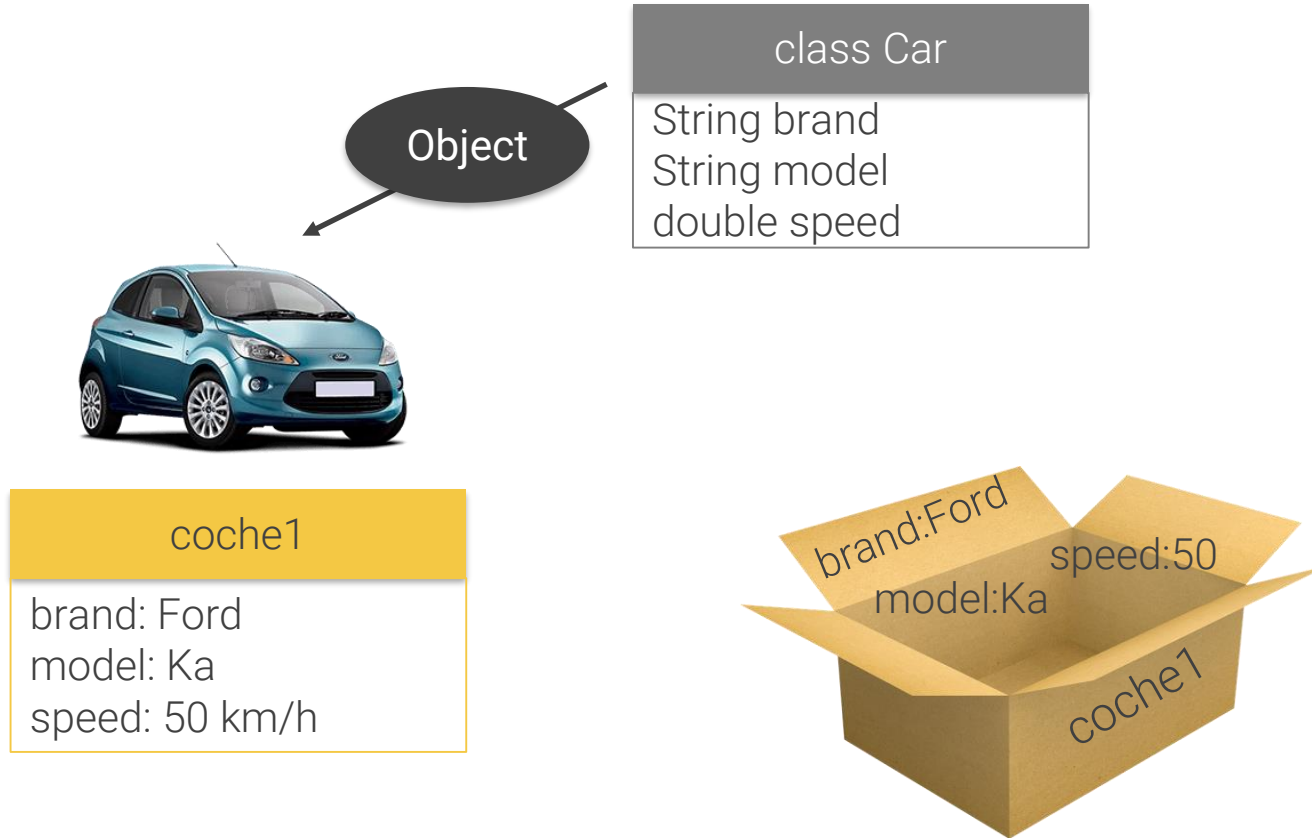 class Car
String brand
String model
double speed
Object
Ford
coche1
brand: Ford
model: Ka
speed: 50 km/h
brand:Ford
speed:50
model:Ka
coche1